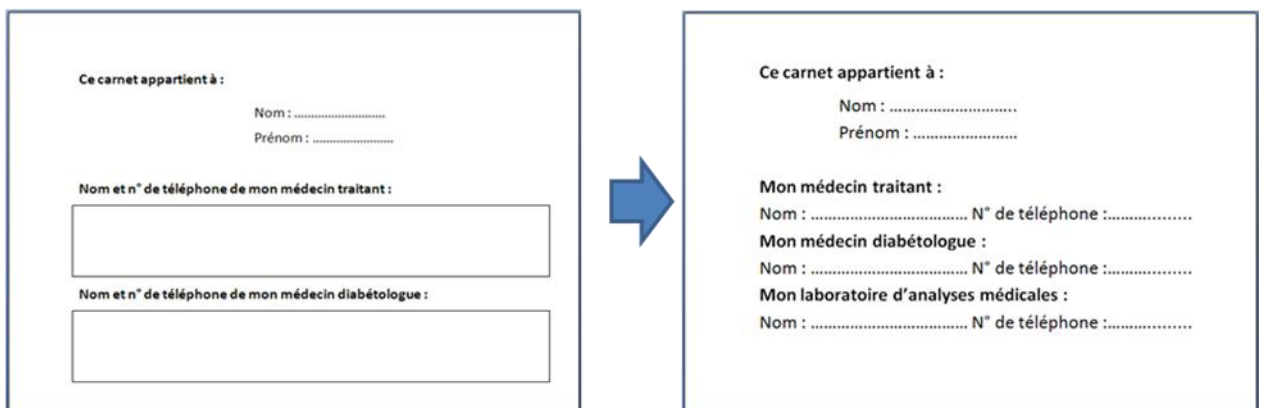 Ce carnet appartient à :
Nom : ............................
Prénom : .........................
Nom et n° de téléphone de mon médecin traitant :
Nom et n° de téléphone de mon médecin diabétologue :
Ce carnet appartient à :
Nom : ............................
Prénom : ........................
Mon médecin traitant :
Nom : .................................... N° de téléphone :...................
Mon médecin diabétologue :
Nom : .................................... N° de téléphone :...................
Mon laboratoire d'analyses médicales :
Nom : .................................... N° de téléphone :...................